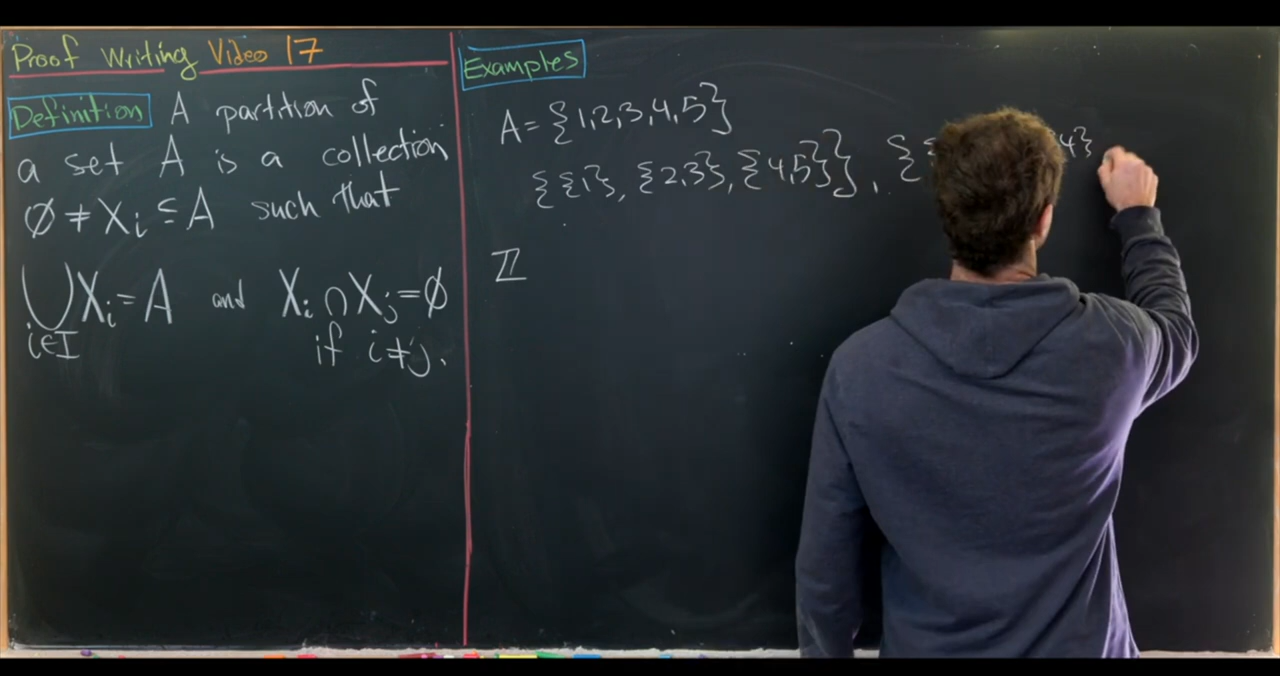 Proof Writing Video 17
Definition A partition of
a set A is a collection
∅ ≠ Xᵢ ⊆ A such that
⋃ Xᵢ = A and Xᵢ ∩ Xⱼ = ∅
i∈I if i≠j.
Examples
A = {1,2,3,4,5}
{{1}, {2,3}, {4,5}}, {{ 4}
ℤ